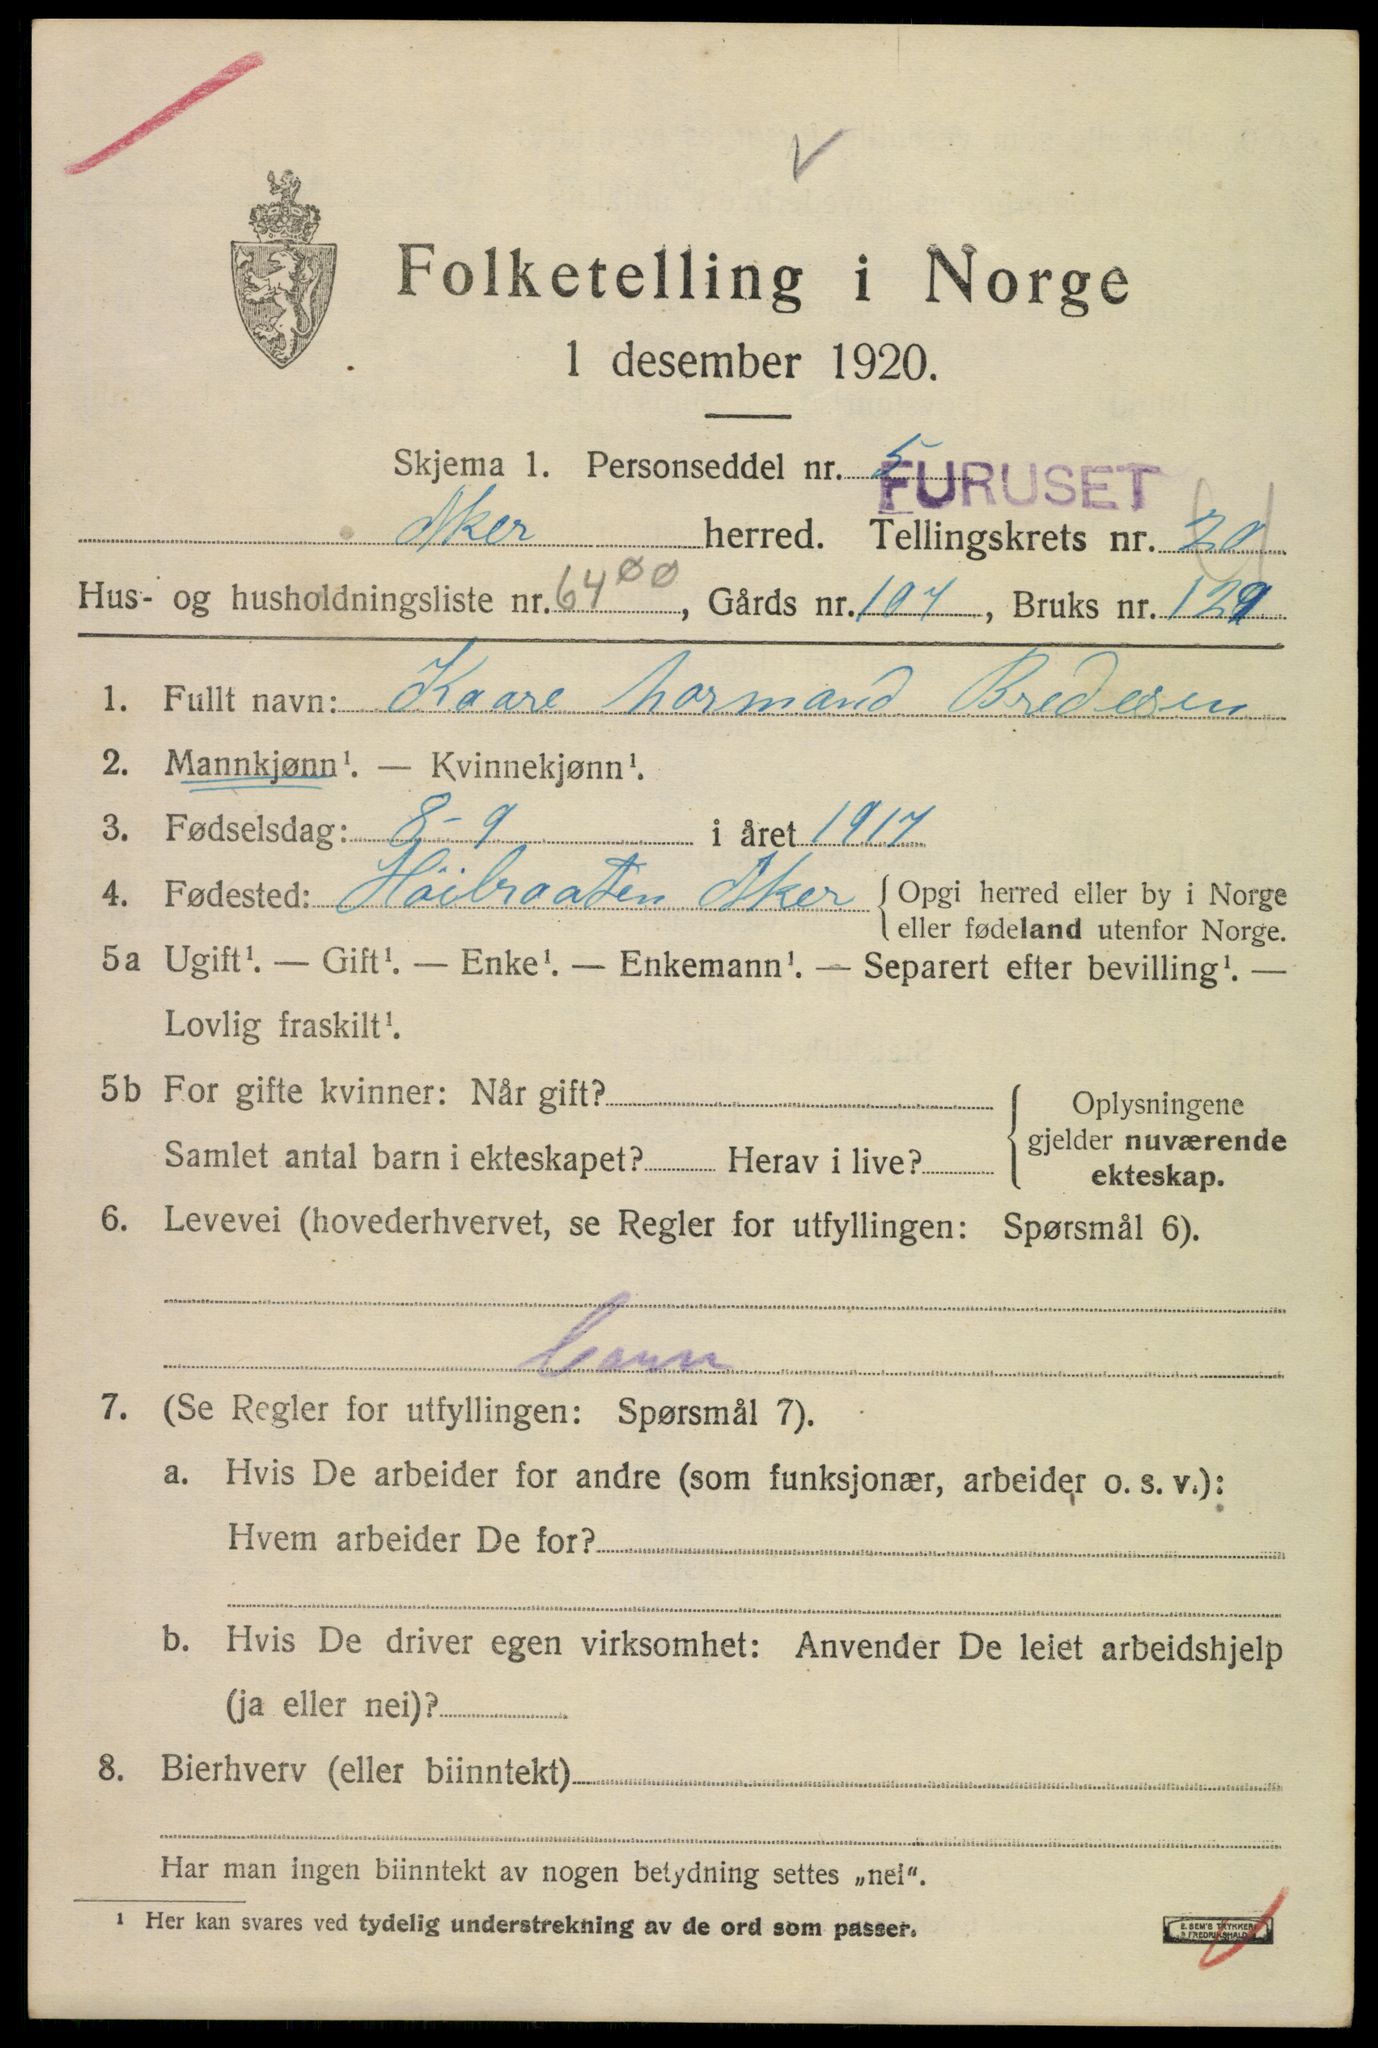 Folketelling i Norge
1 desember 1920.
Skjema 1. Personseddel nr. 5
FURUSET
Aker herred. Tellingskrets nr. 20
Hus- og husholdningsliste nr. 6400, Gårds nr. 107, Bruks nr. 129
1. Fullt navn: Kaare Normand Bredesen
2. Mannkjønn¹. — Kvinnekjønn¹.
3. Fødselsdag: 8-9 i året 1917
4. Fødested: Höibraaten Aker { Opgi herred eller by i Norge
eller fødeland utenfor Norge.
5a Ugift¹. — Gift¹. — Enke¹. — Enkemann¹. — Separert efter bevilling¹. —
Lovlig fraskilt¹.
5b For gifte kvinner: Når gift?
Samlet antal barn i ekteskapet? Herav i live?
{ Oplysningene
gjelder nuværende
ekteskap.
6. Levevei (hovederhvervet, se Regler for utfyllingen: Spørsmål 6).
7. (Se Regler for utfyllingen: Spørsmål 7).
a. Hvis De arbeider for andre (som funksjonær, arbeider o. s. v.):
Hvem arbeider De for?
b. Hvis De driver egen virksomhet: Anvender De leiet arbeidshjelp
(ja eller nei)?
8. Bierhverv (eller biinntekt)
Har man ingen biinntekt av nogen betydning settes „nei“.
¹ Her kan svares ved tydelig understrekning av de ord som passer.
E. SEM'S TRYKKERI
FREDRIKSHALD